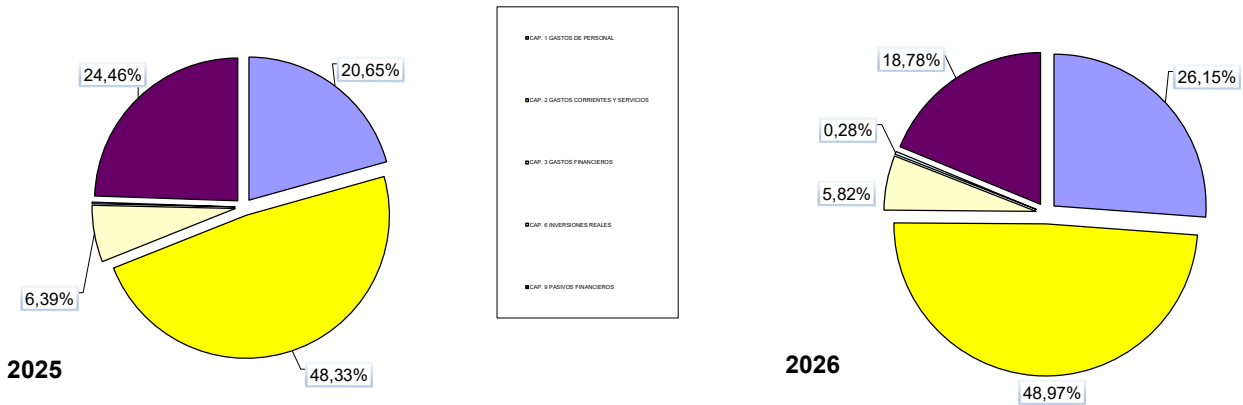 24,46%
20,65%
6,39%
48,33%
2025
CAP. 1 GASTOS DE PERSONAL
CAP. 2 GASTOS CORRIENTES Y SERVICIOS
CAP. 3 GASTOS FINANCIEROS
CAP. 6 INVERSIONES REALES
CAP. 9 PASIVOS FINANCIEROS
18,78%
26,15%
0,28%
5,82%
48,97%
2026